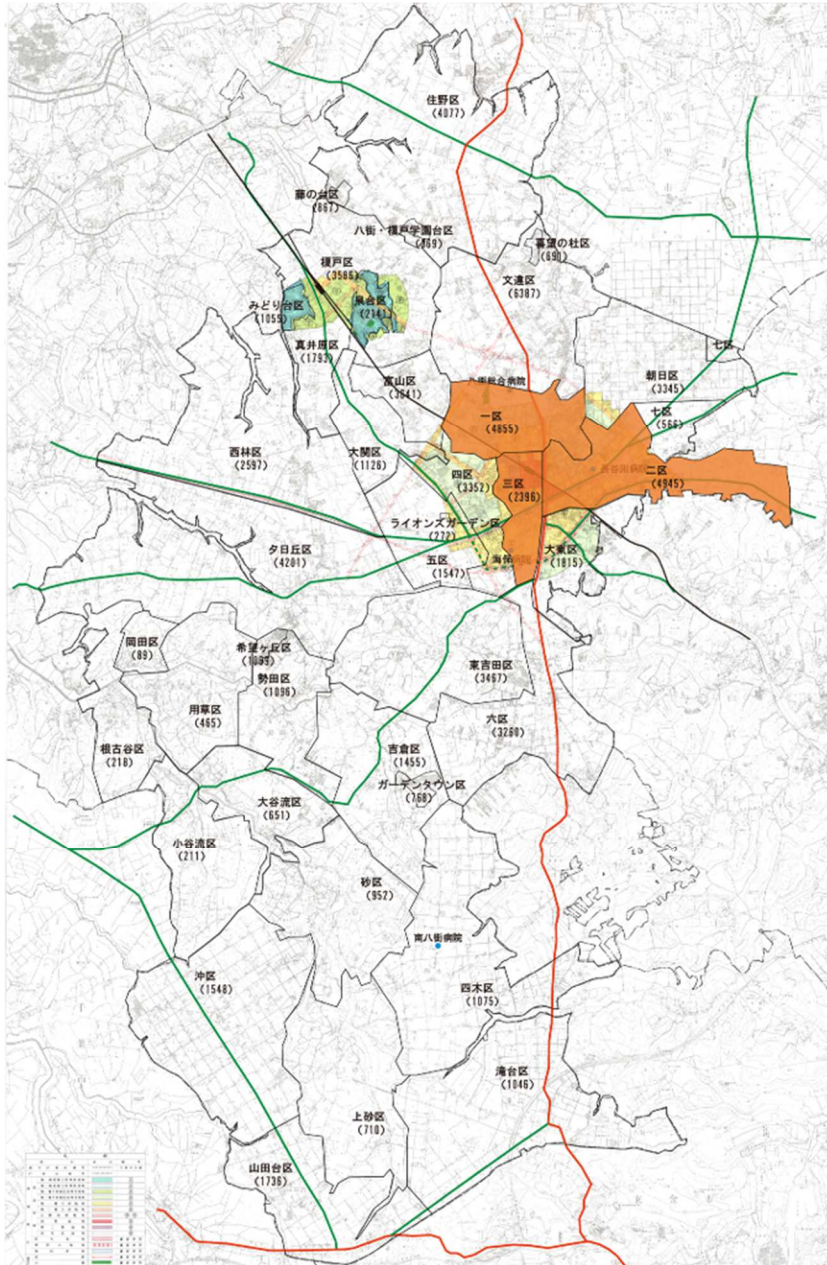 住野区
(4077)
藤の台区
(867)
八街・榎戸学園台区
(469)
喜望の杜区
(691)
榎戸区
(3586)
文違区
(6387)
みどり台区
(1055)
泉台区
(2141)
真井原区
(1793)
七区
朝日区
(3345)
富山区
(3641)
七区
(566)
一区
(4855)
西林区
(2597)
大関区
(1126)
四区
(3352)
三区
(2396)
二区
(4945)
ライオンズガーデン区
(272)
夕日丘区
(4201)
五区
(1547)
大東区
(1815)
岡田区
(89)
希望ヶ丘区
勢田区
(1096)
東吉田区
(3467)
用草区
(465)
六区
(3260)
根古谷区
(218)
吉倉区
(1455)
ガーデンタウン区
(768)
大谷流区
(651)
小谷流区
(211)
砂区
(952)
南八街病院
沖区
(1548)
四木区
(1075)
滝台区
(1046)
上砂区
(710)
山田台区
(1736)